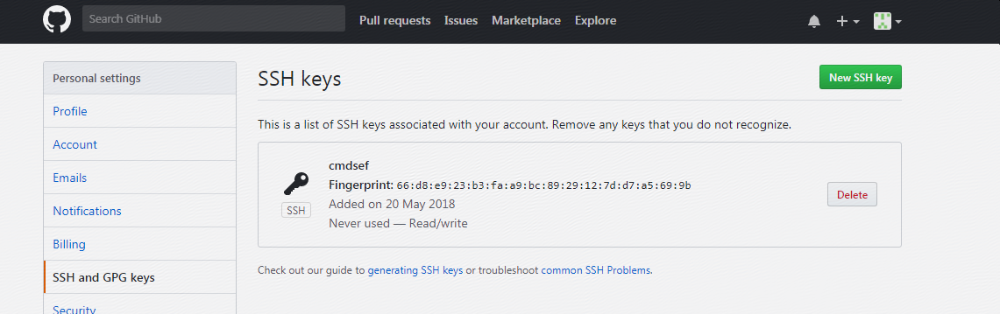 Search GitHub
Pull requests Issues Marketplace Explore
Personal settings
Profile
Account
Emails
Notifications
Billing
SSH and GPG keys
Security
SSH keys
New SSH key
This is a list of SSH keys associated with your account. Remove any keys that you do not recognize.
SSH
cmdsef
Fingerprint: 66:d8:e9:23:b3:fa:a9:bc:89:29:12:7d:d7:a5:69:9b
Added on 20 May 2018
Never used — Read/write
Delete
Check out our guide to generating SSH keys or troubleshoot common SSH Problems.